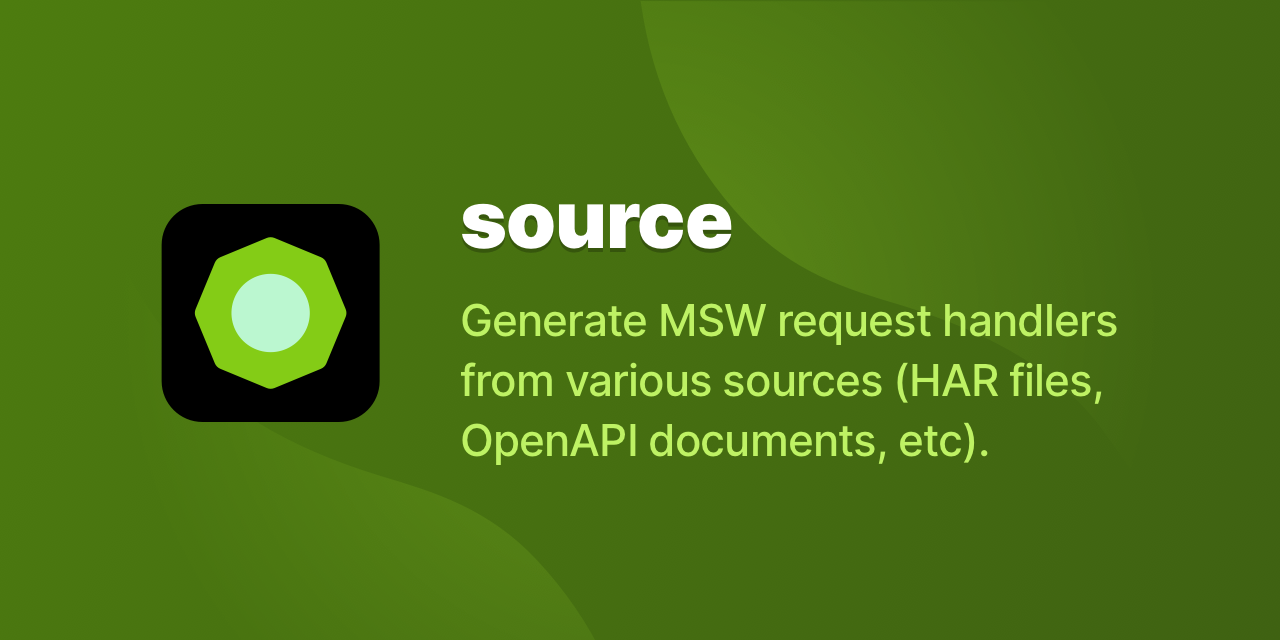 source
Generate MSW request handlers
from various sources (HAR files,
OpenAPI documents, etc).